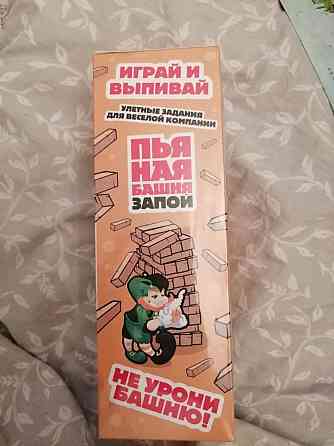 ИГРАЙ И
ВЫПИВАЙ
УЛЕТНЫЕ ЗАДАНИЯ
ДЛЯ ВЕСЕЛОЙ КОМПАНИИ
ПЬЯ
НАЯ
БАШНЯ
ЗАПОЙ
НЕ УРОНИ
БАШНЮ!